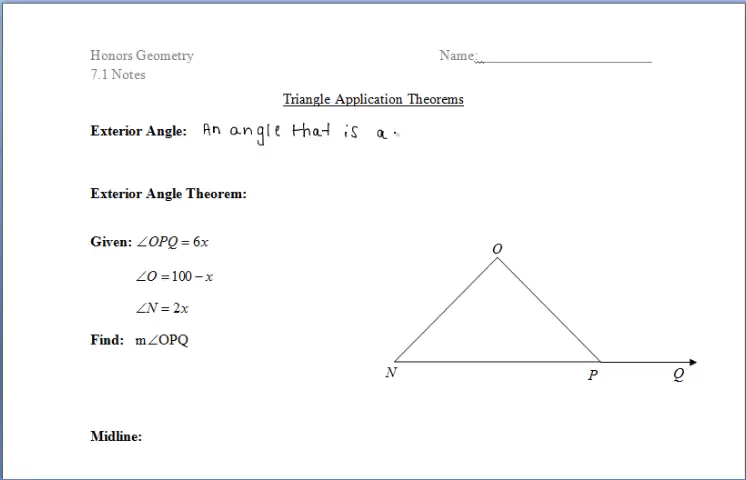 Honors Geometry Name:
7.1 Notes
Triangle Application Theorems
Exterior Angle: An angle that is a
Exterior Angle Theorem:
Given: ∠OPQ = 6x
∠O = 100 − x
∠N = 2x
Find: m∠OPQ
O
N P Q
Midline: